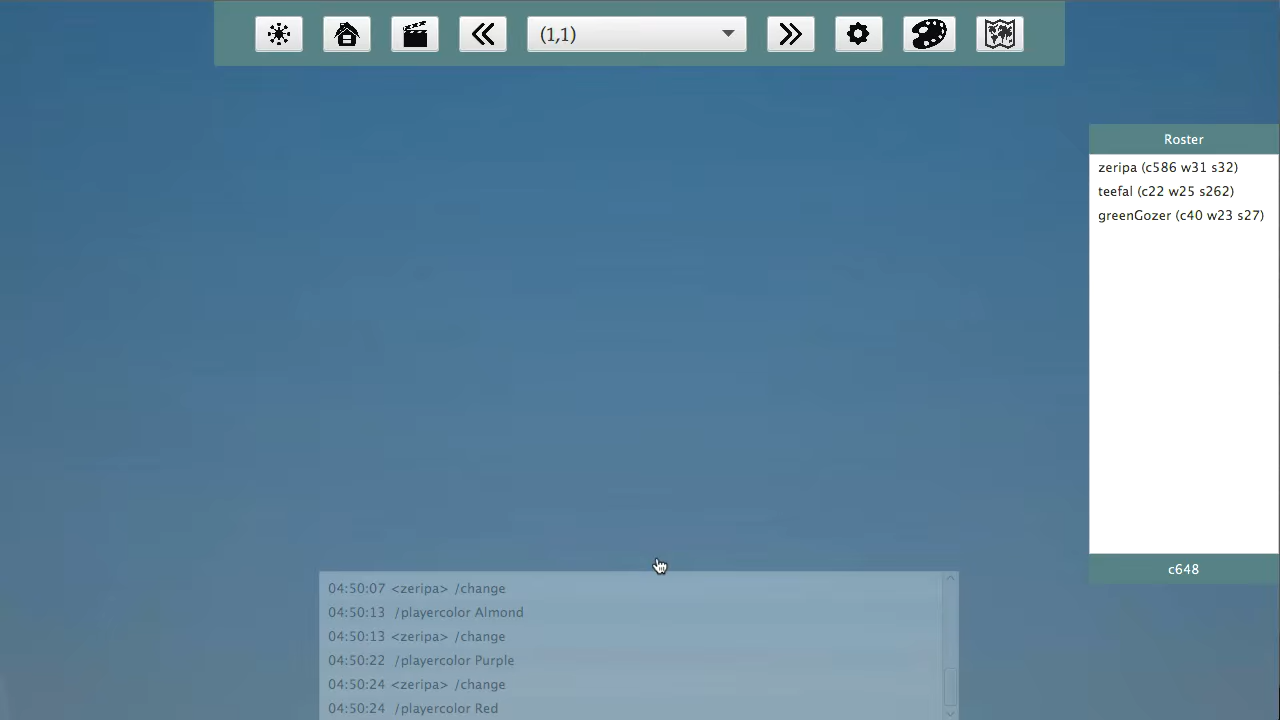 (1,1)
Roster
zeripa (c586 w31 s32)
teefal (c22 w25 s262)
greenGozer (c40 w23 s27)
c648
04:50:07 <zeripa> /change
04:50:13 /playercolor Almond
04:50:13 <zeripa> /change
04:50:22 /playercolor Purple
04:50:24 <zeripa> /change
04:50:24 /playercolor Red